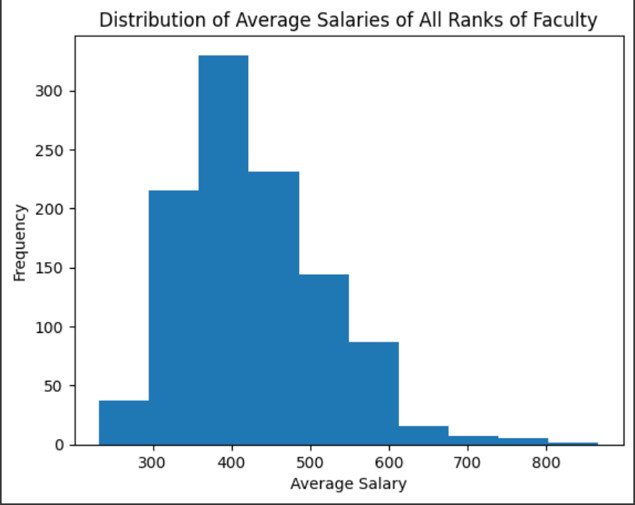 Distribution of Average Salaries of All Ranks of Faculty
300
250
200
150
100
50
0
Frequency
300 400 500 600 700 800
Average Salary